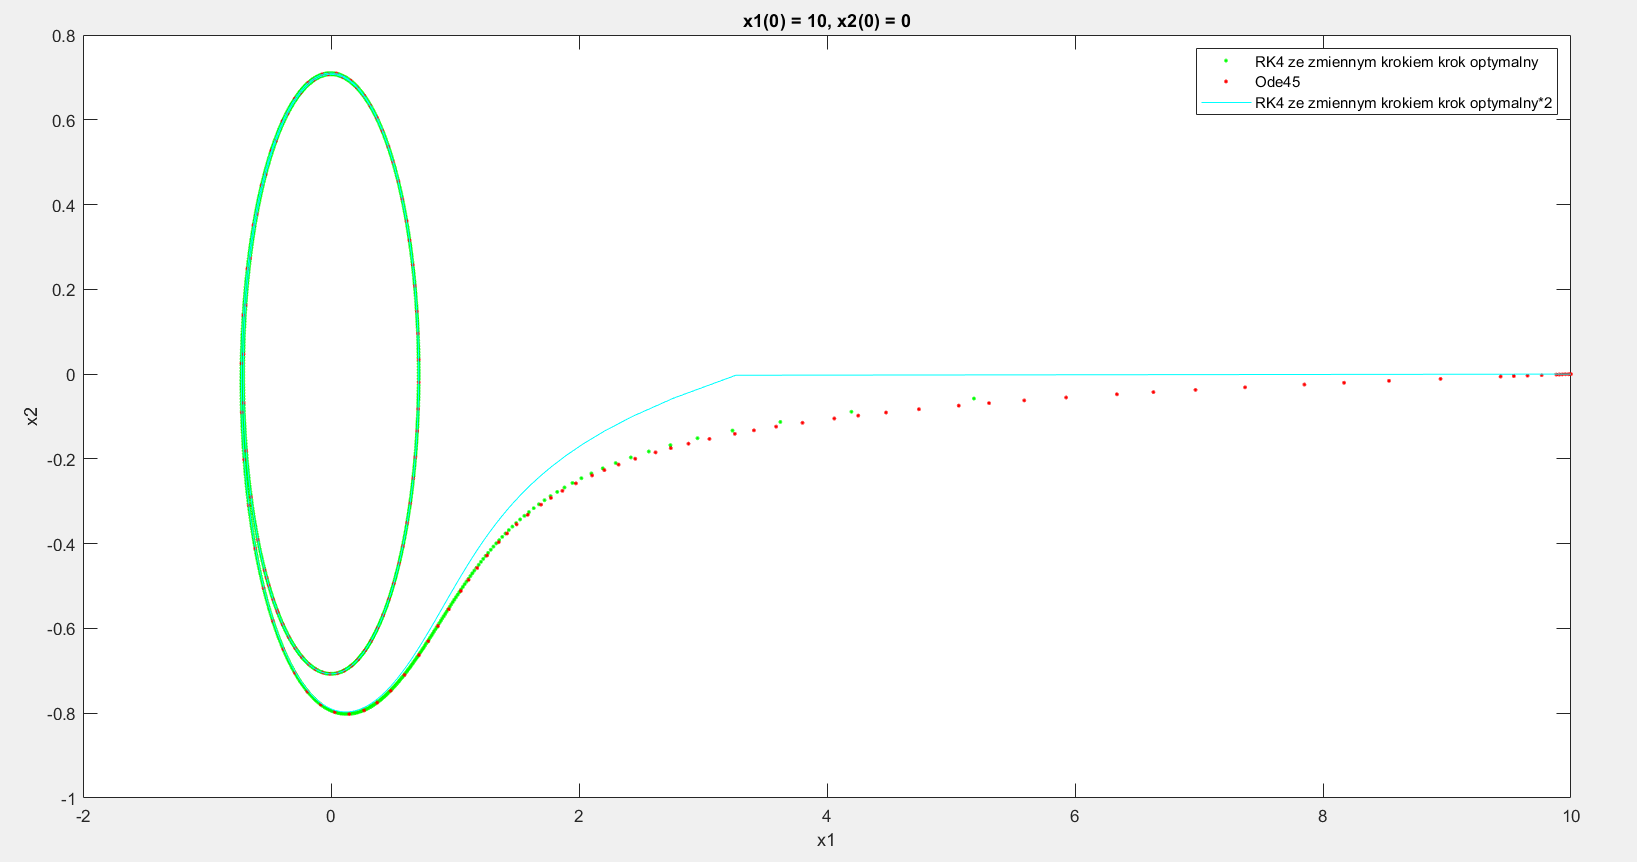 x1(0) = 10, x2(0) = 0
RK4 ze zmiennym krokiem krok optymalny
Ode45
RK4 ze zmiennym krokiem krok optymalny*2
0.8
0.6
0.4
0.2
0
-0.2
-0.4
-0.6
-0.8
-1
x2
-2
0
2
4
6
8
10
x1